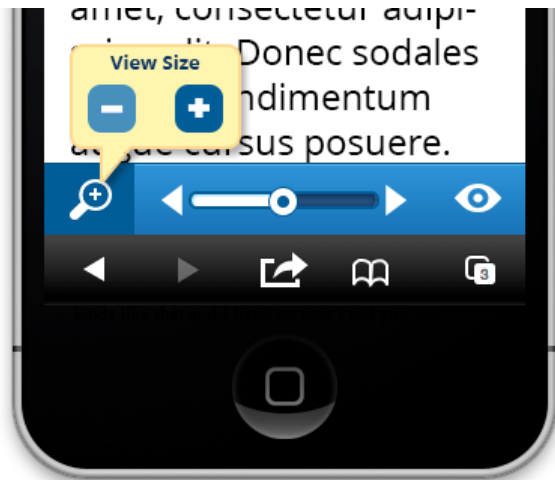 amet, consectetur adipi-
Donec sodales
View Size
ndimentum
cursus posuere.
3